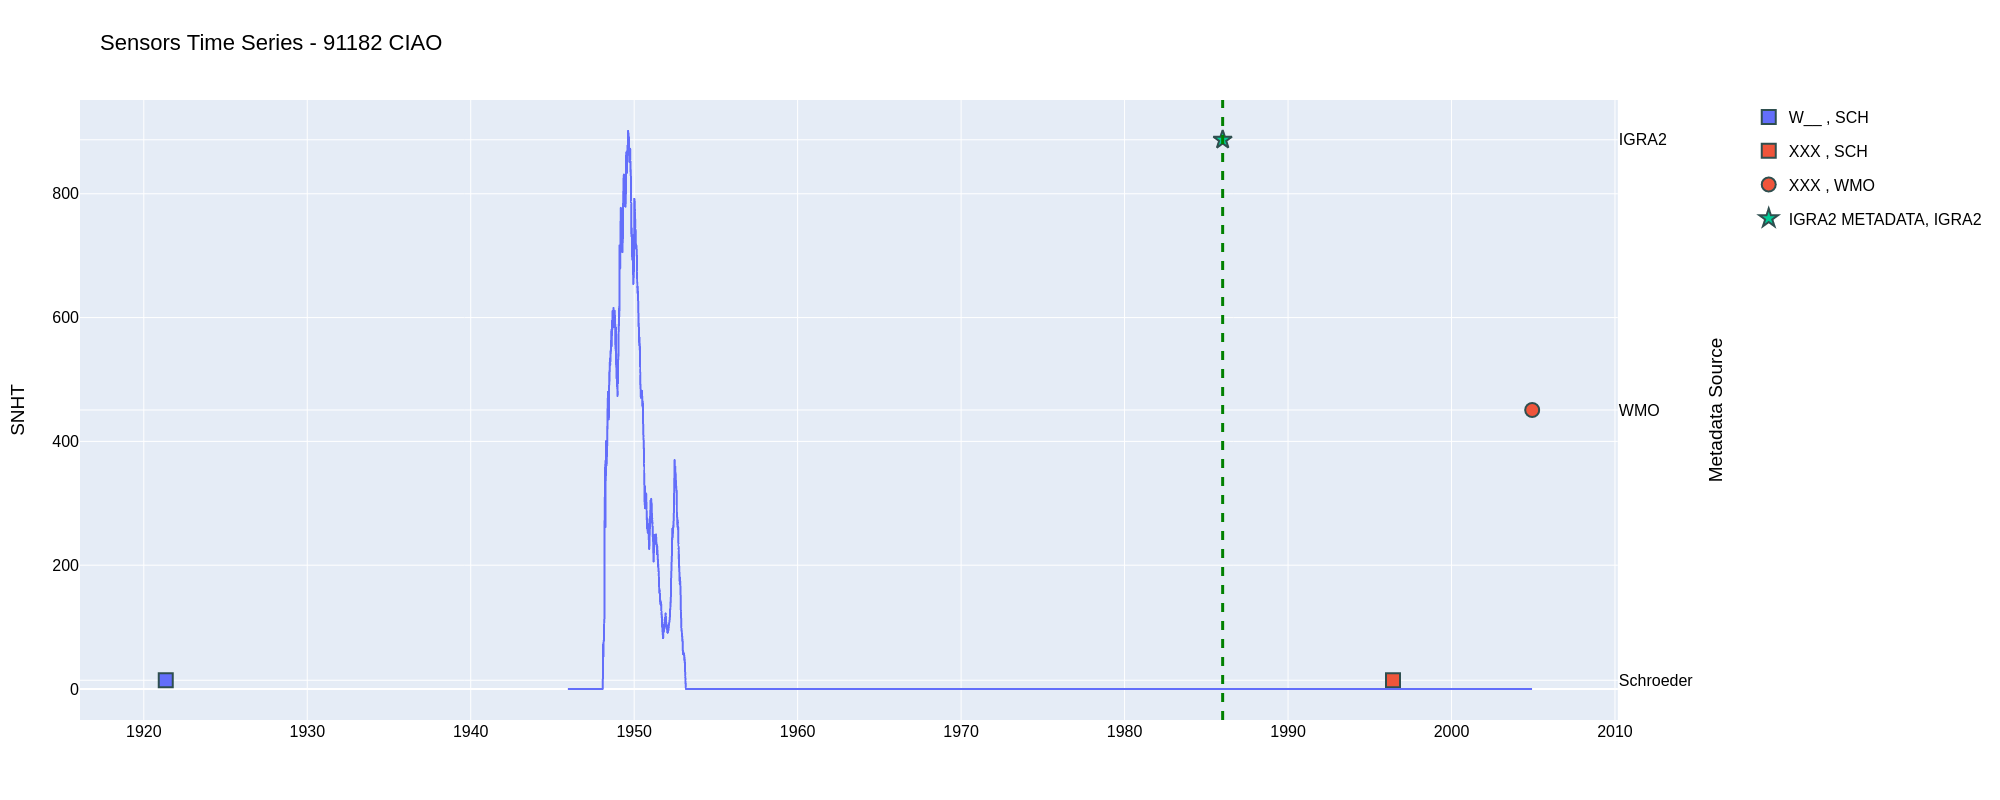 Sensors Time Series - 91182 CIAO
W__ , SCH
XXX , SCH
XXX , WMO
IGRA2 METADATA, IGRA2
SNHT
800
600
400
200
0
IGRA2
WMO
Schroeder
Metadata Source
1920 1930 1940 1950 1960 1970 1980 1990 2000 2010